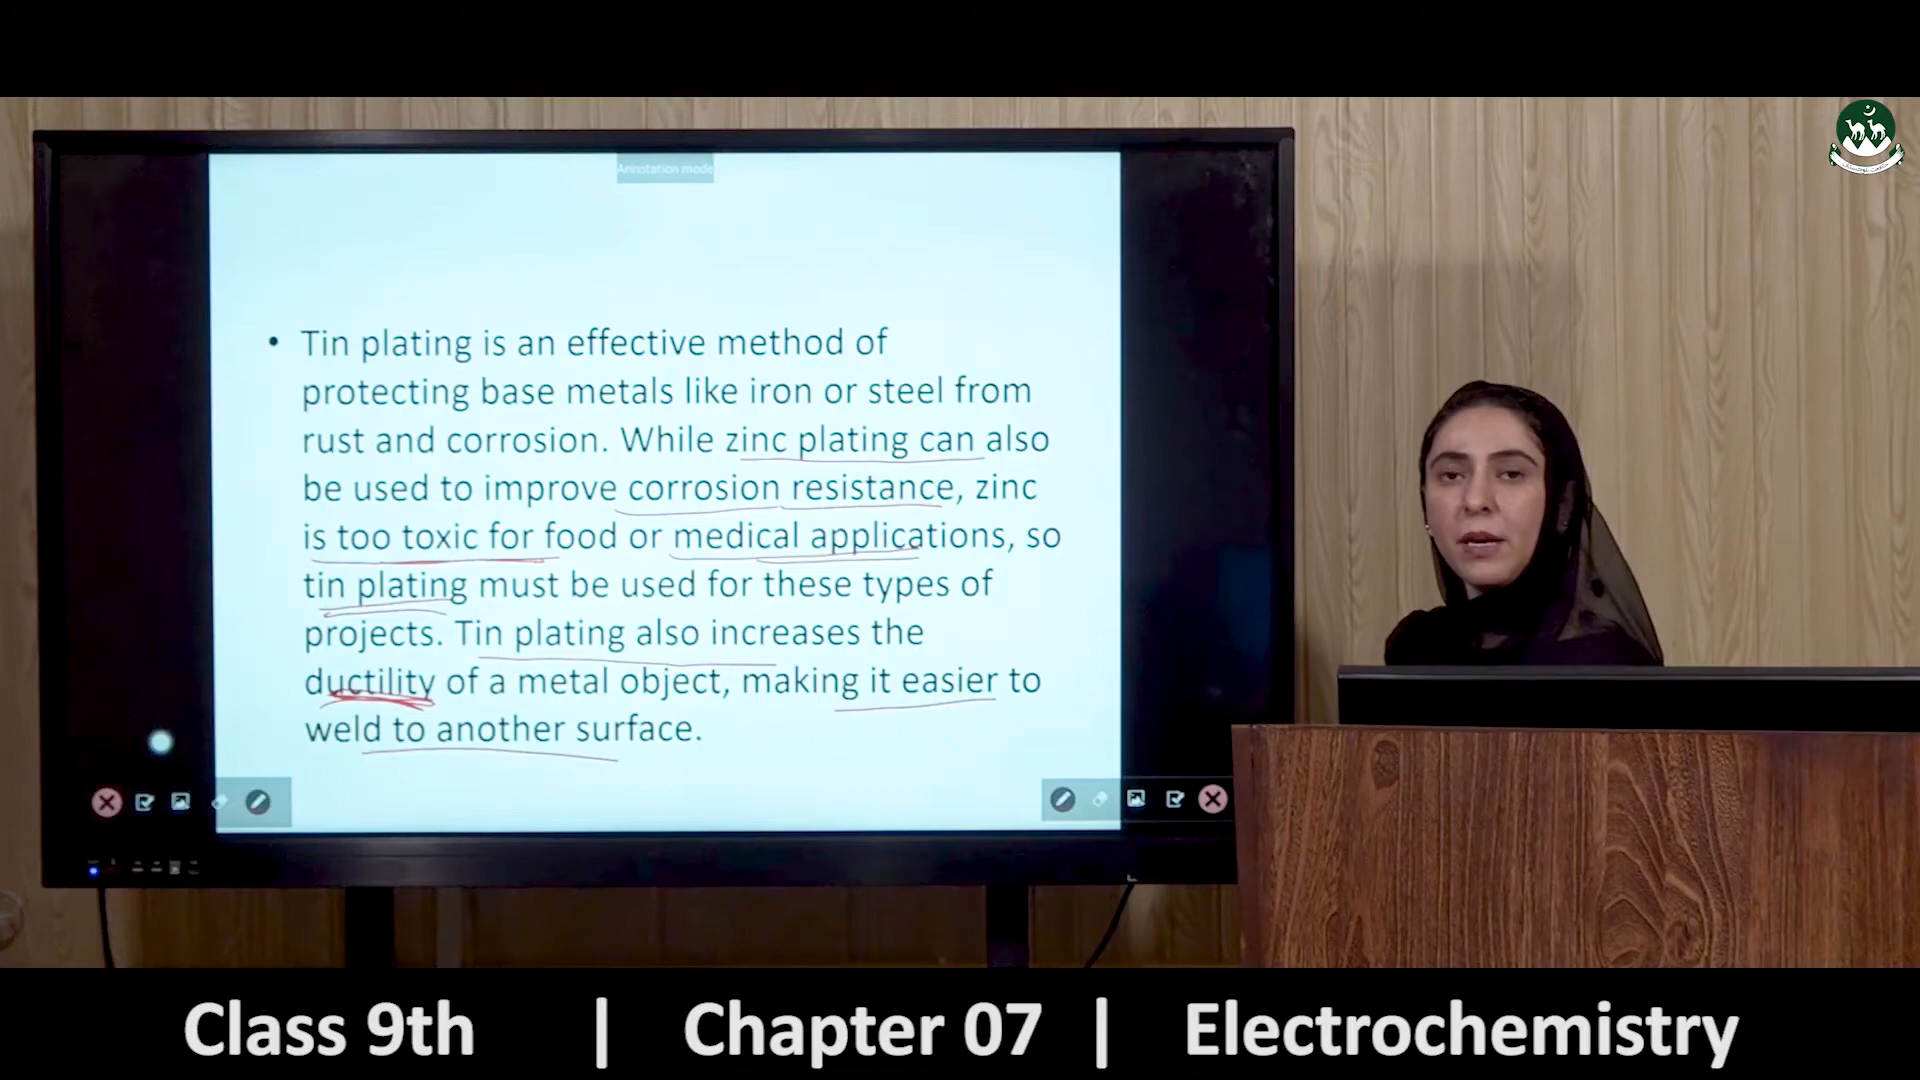 Annotation mode
• Tin plating is an effective method of
protecting base metals like iron or steel from
rust and corrosion. While zinc plating can also
be used to improve corrosion resistance, zinc
is too toxic for food or medical applications, so
tin plating must be used for these types of
projects. Tin plating also increases the
ductility of a metal object, making it easier to
weld to another surface.
Class 9th | Chapter 07 | Electrochemistry